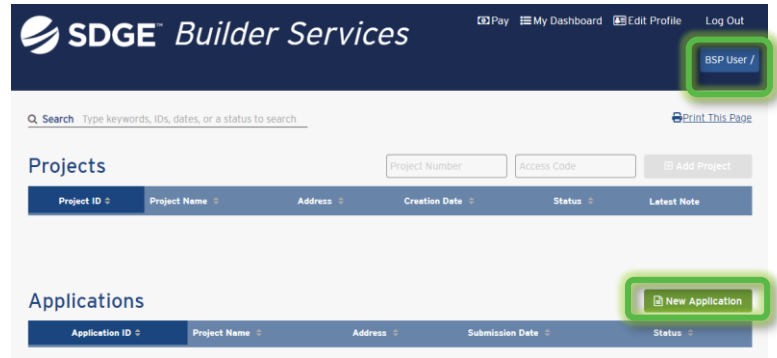 Pay My Dashboard Edit Profile Log Out
SDGE™ Builder Services
BSP User /
Search Type keywords, IDs, dates, or a status to search
Print This Page
Projects
Project Number Access Code Add Project
Project ID Project Name Address Creation Date Status Latest Note
Applications
New Application
Application ID Project Name Address Submission Date Status